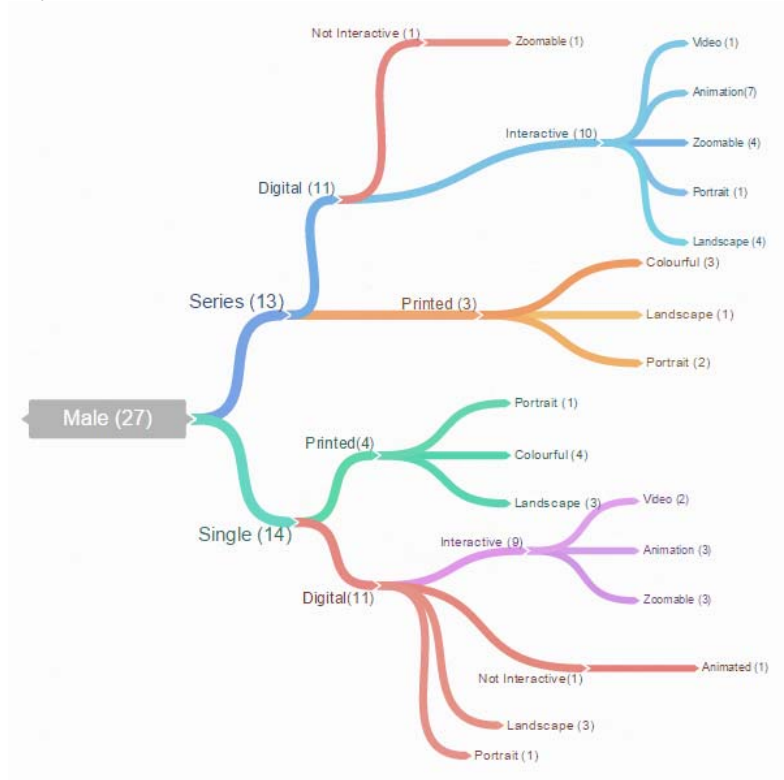 Not Interactive (1)
Zoomable (1)
Video (1)
Animation(7)
Interactive (10)
Zoomable (4)
Digital (11)
Portrait (1)
Landscape (4)
Colourful (3)
Series (13)
Printed (3)
Landscape (1)
Portrait (2)
Male (27)
Portrait (1)
Printed(4)
Colourful (4)
Landscape (3)
Video (2)
Single (14)
Interactive (9)
Animation (3)
Digital(11)
Zoomable (3)
Not Interactive(1)
Animated (1)
Landscape (3)
Portrait (1)